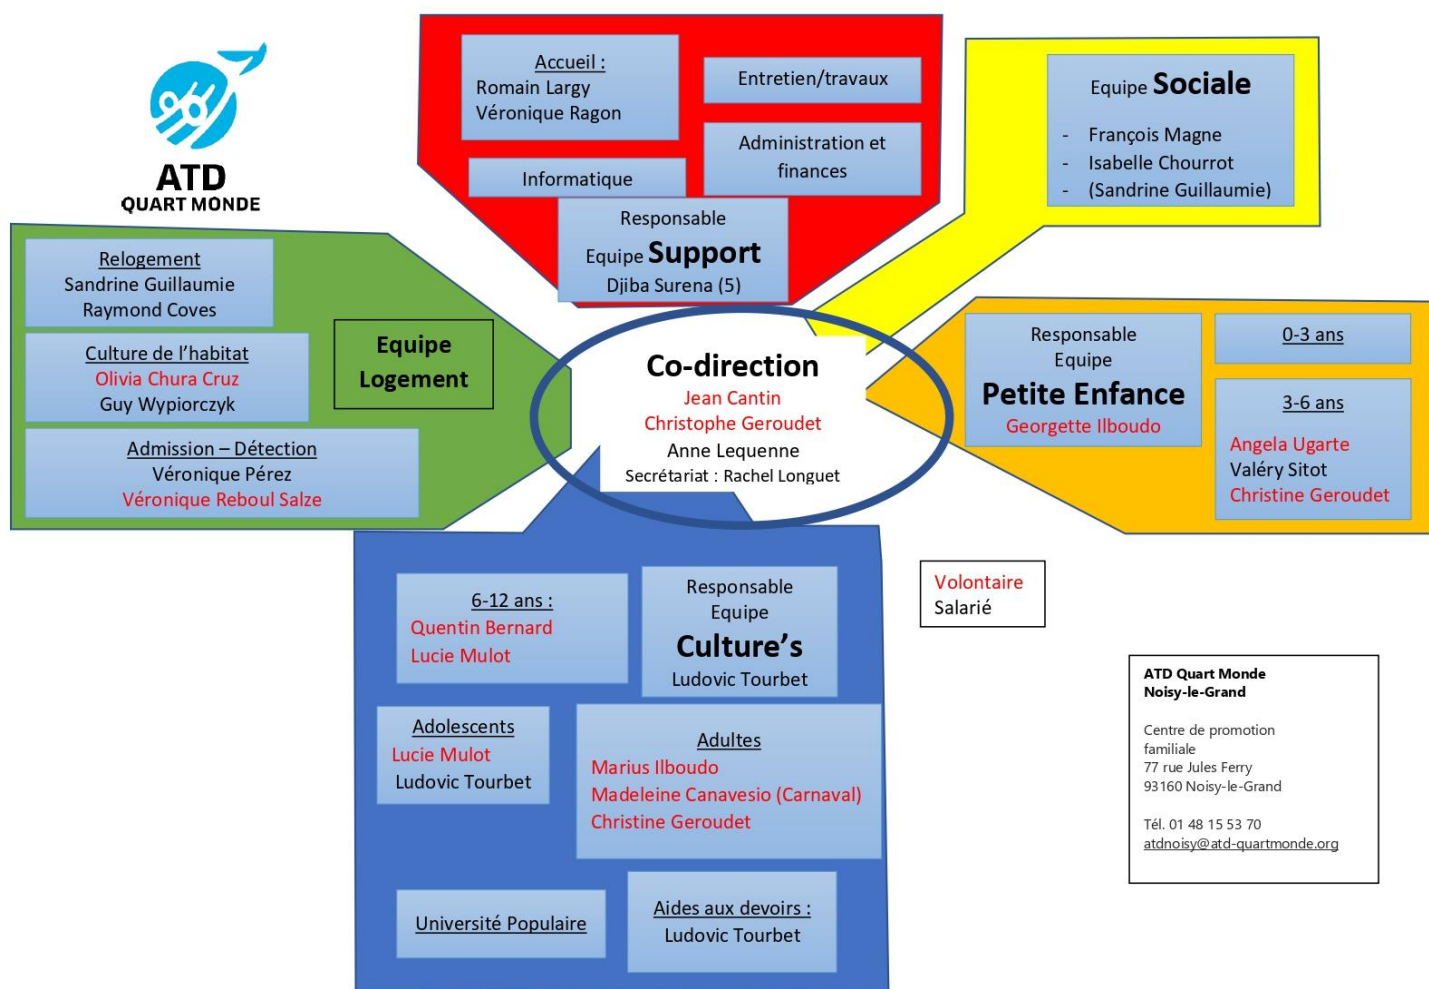 ATD
QUART MONDE
Accueil :
Romain Largy
Véronique Ragon
Entretien/travaux
Administration et
finances
Informatique
Responsable
Equipe Support
Djiba Surena (5)
Equipe Sociale
- François Magne
- Isabelle Chourrot
- (Sandrine Guillaumie)
Relogement
Sandrine Guillaumie
Raymond Coves
Culture de l’habitat
Olivia Chura Cruz
Guy Wypiorczyk
Admission – Détection
Véronique Pérez
Véronique Reboul Salze
Equipe
Logement
Co-direction
Jean Cantin
Christophe Geroudet
Anne Lequenne
Secrétariat : Rachel Longuet
Responsable
Equipe
Petite Enfance
Georgette Ilboudo
0-3 ans
3-6 ans
Angela Ugarte
Valéry Sitot
Christine Geroudet
6-12 ans :
Quentin Bernard
Lucie Mulot
Responsable
Equipe
Culture’s
Ludovic Tourbet
Adolescents
Lucie Mulot
Ludovic Tourbet
Adultes
Marius Ilboudo
Madeleine Canavesio (Carnaval)
Christine Geroudet
Université Populaire
Aides aux devoirs :
Ludovic Tourbet
Volontaire
Salarié
ATD Quart Monde
Noisy-le-Grand
Centre de promotion
familiale
77 rue Jules Ferry
93160 Noisy-le-Grand
Tél. 01 48 15 53 70
atdnoisy@atd-quartmonde.org